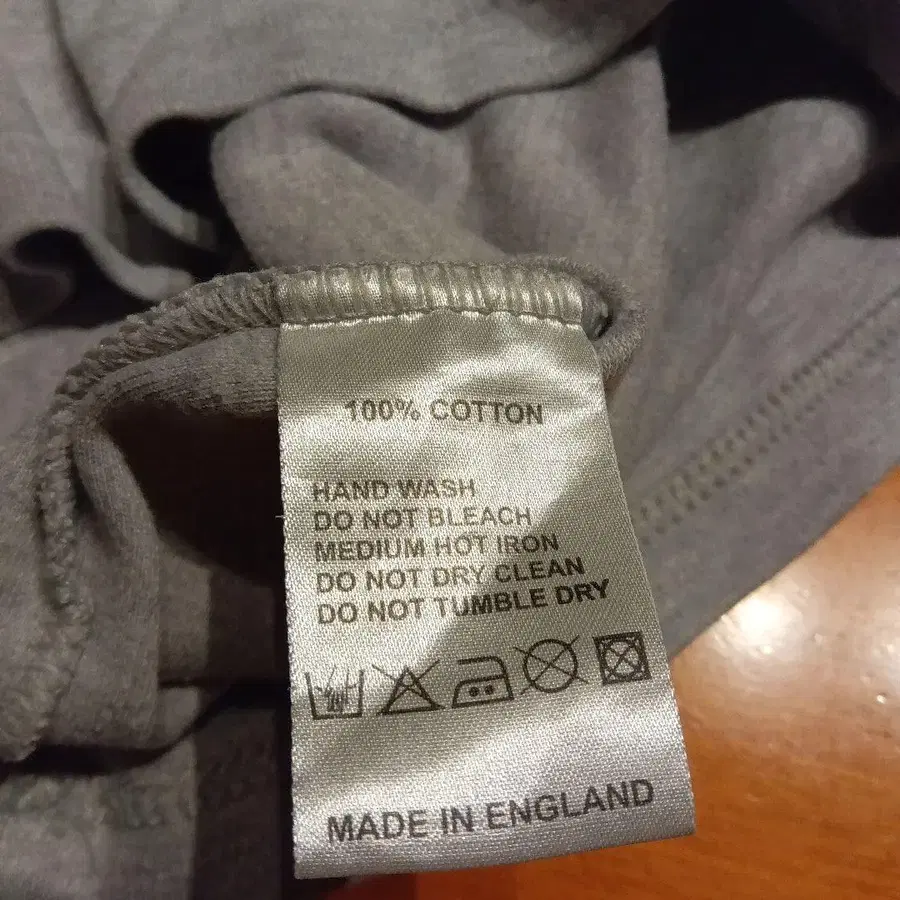 100% COTTON
HAND WASH
DO NOT BLEACH
MEDIUM HOT IRON
DO NOT DRY CLEAN
DO NOT TUMBLE DRY
MADE IN ENGLAND